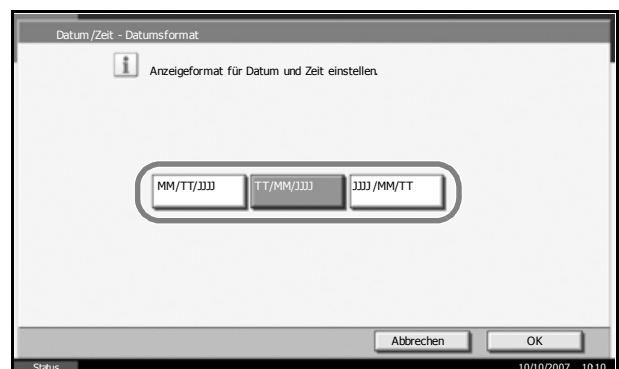 Datum/Zeit - Datumsformat
Anzeigeformat für Datum und Zeit einstellen.
MM/TT/JJJJ TT/MM/JJJJ JJJJ/MM/TT
Abbrechen OK
Status 10/10/2007 10:10